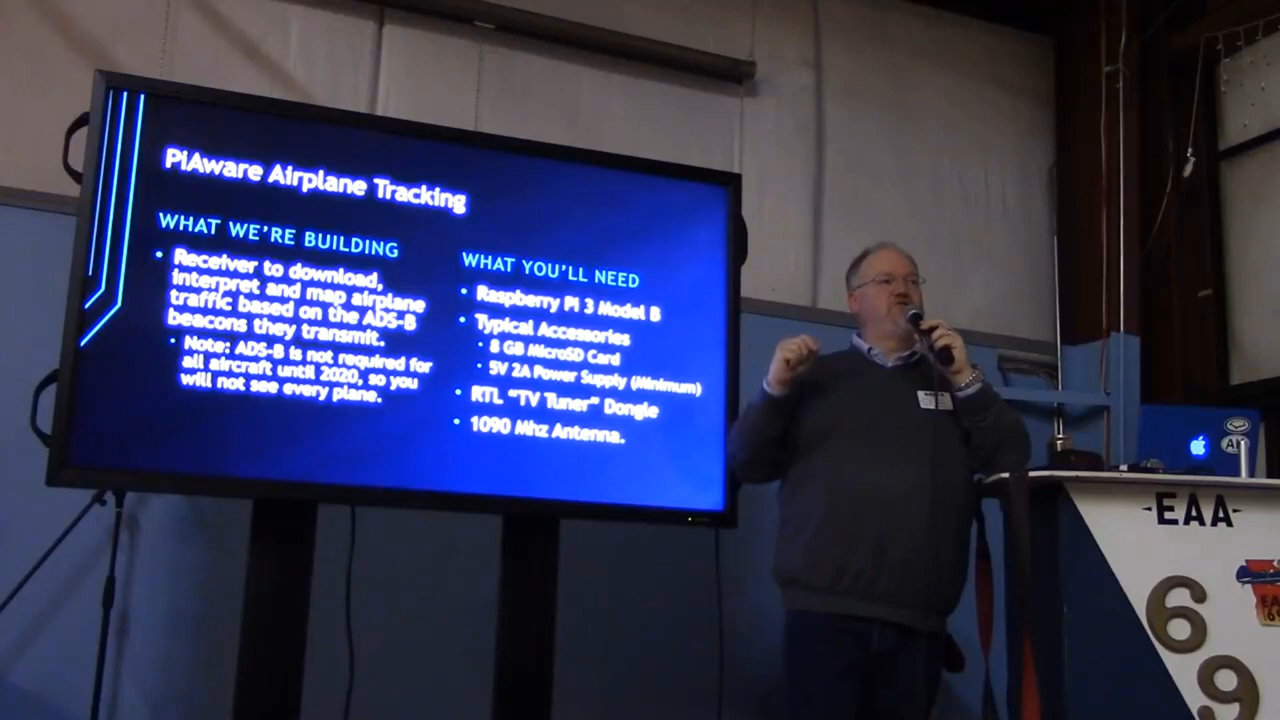 PiAware Airplane Tracking
WHAT WE'RE BUILDING
• Receiver to download,
interpret and map airplane
traffic based on the ADS-B
beacons they transmit.
• Note: ADS-B is not required for
all aircraft until 2020, so you
will not see every plane.
WHAT YOU'LL NEED
• Raspberry Pi 3 Model B
• Typical Accessories
• 8 GB MicroSD Card
• 5V 2A Power Supply (Minimum)
• RTL "TV Tuner" Dongle
• 1090 Mhz Antenna.
-EAA-
6
9